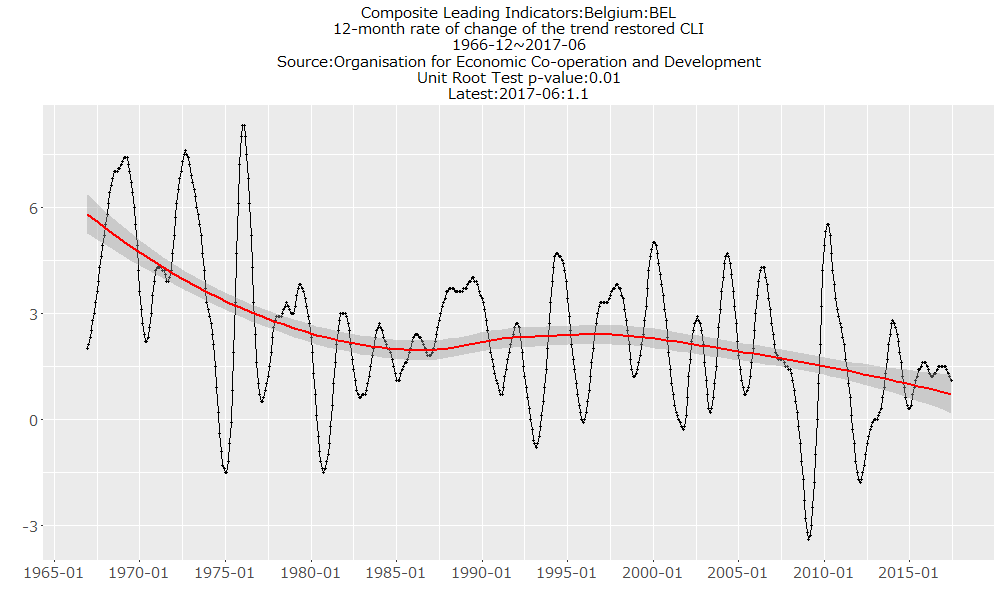 Composite Leading Indicators:Belgium:BEL
12-month rate of change of the trend restored CLI
1966-12~2017-06
Source:Organisation for Economic Co-operation and Development
Unit Root Test p-value:0.01
Latest:2017-06:1.1
6
3
0
-3
1965-01 1970-01 1975-01 1980-01 1985-01 1990-01 1995-01 2000-01 2005-01 2010-01 2015-01